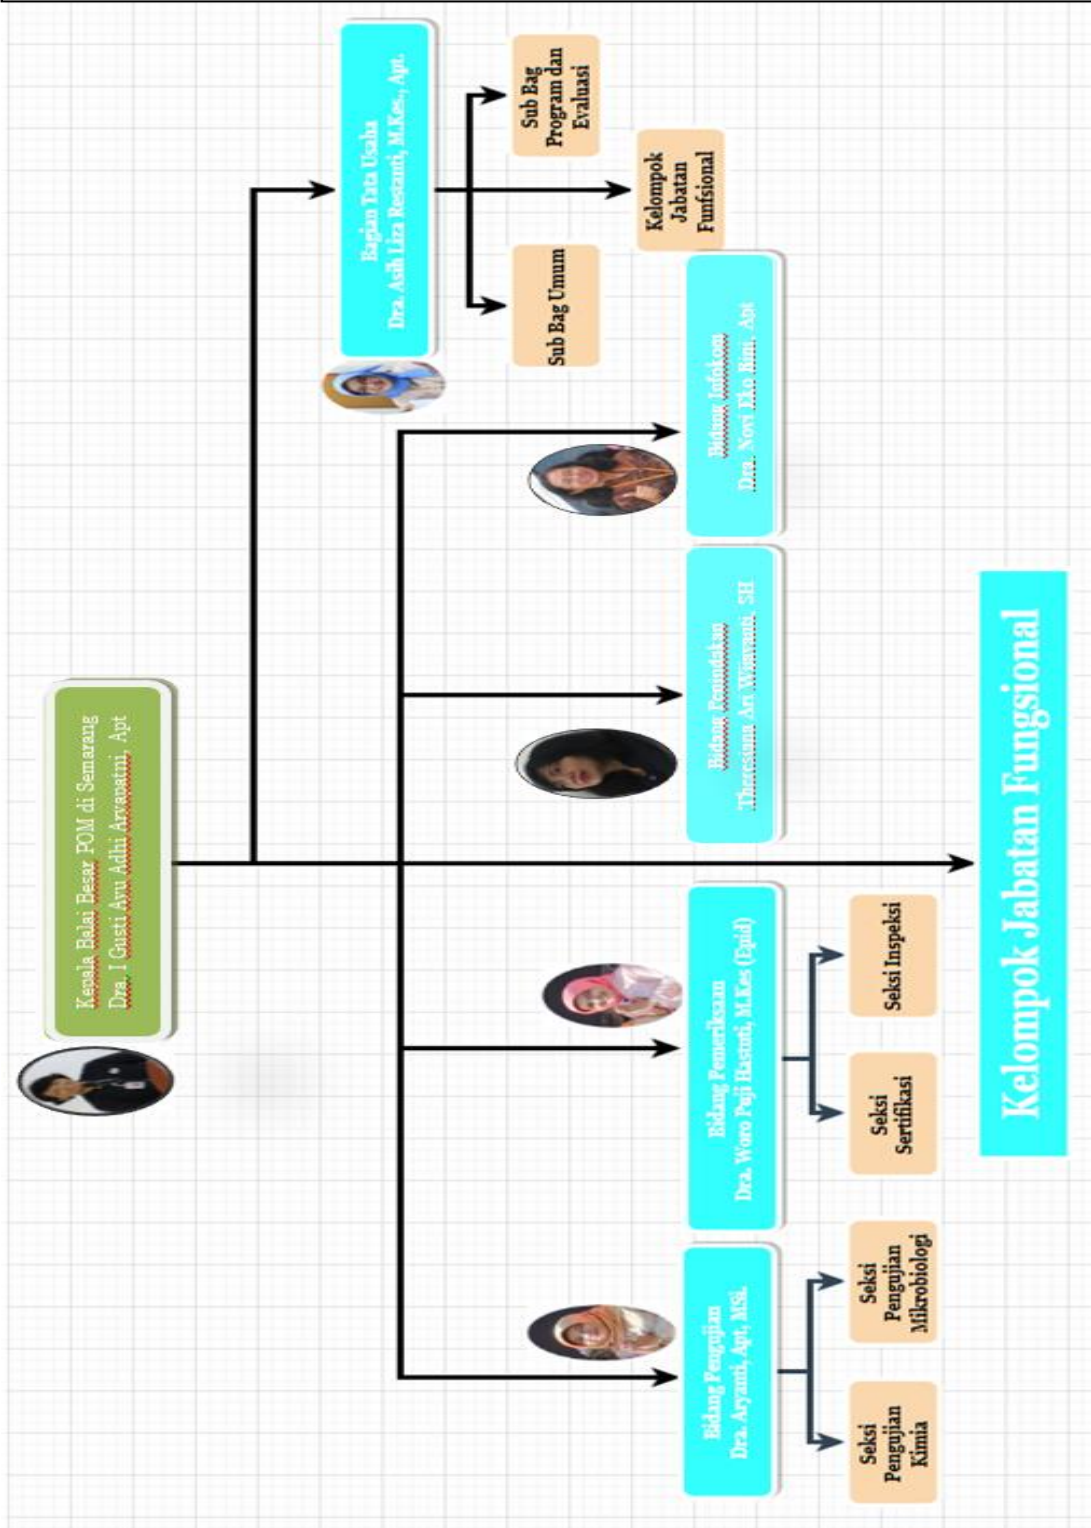 Kepala Balai Besar POM di Semarang
Dra. I Gusti Ayu Adhi Aryapatni, Apt
Bagian Tata Usaha
Dra. Asih Liza Restanti, M.Kes., Apt.
Sub Bag Umum
Sub Bag
Program dan
Evaluasi
Kelompok
Jabatan
Funfsional
Bidang Pengujian
Dra. Aryanti, Apt, MSi.
Bidang Pemeriksaan
Dra. Woro Puji Hastuti, M.Kes (Epid)
Bidang Penindakan
Theresiana Ari Wijayanti, SH
Bidang Infokom
Dra. Novi Eko Rini, Apt
Seksi
Pengujian
Kimia
Seksi
Pengujian
Mikrobiologi
Seksi
Sertifikasi
Seksi Inspeksi
Kelompok Jabatan Fungsional